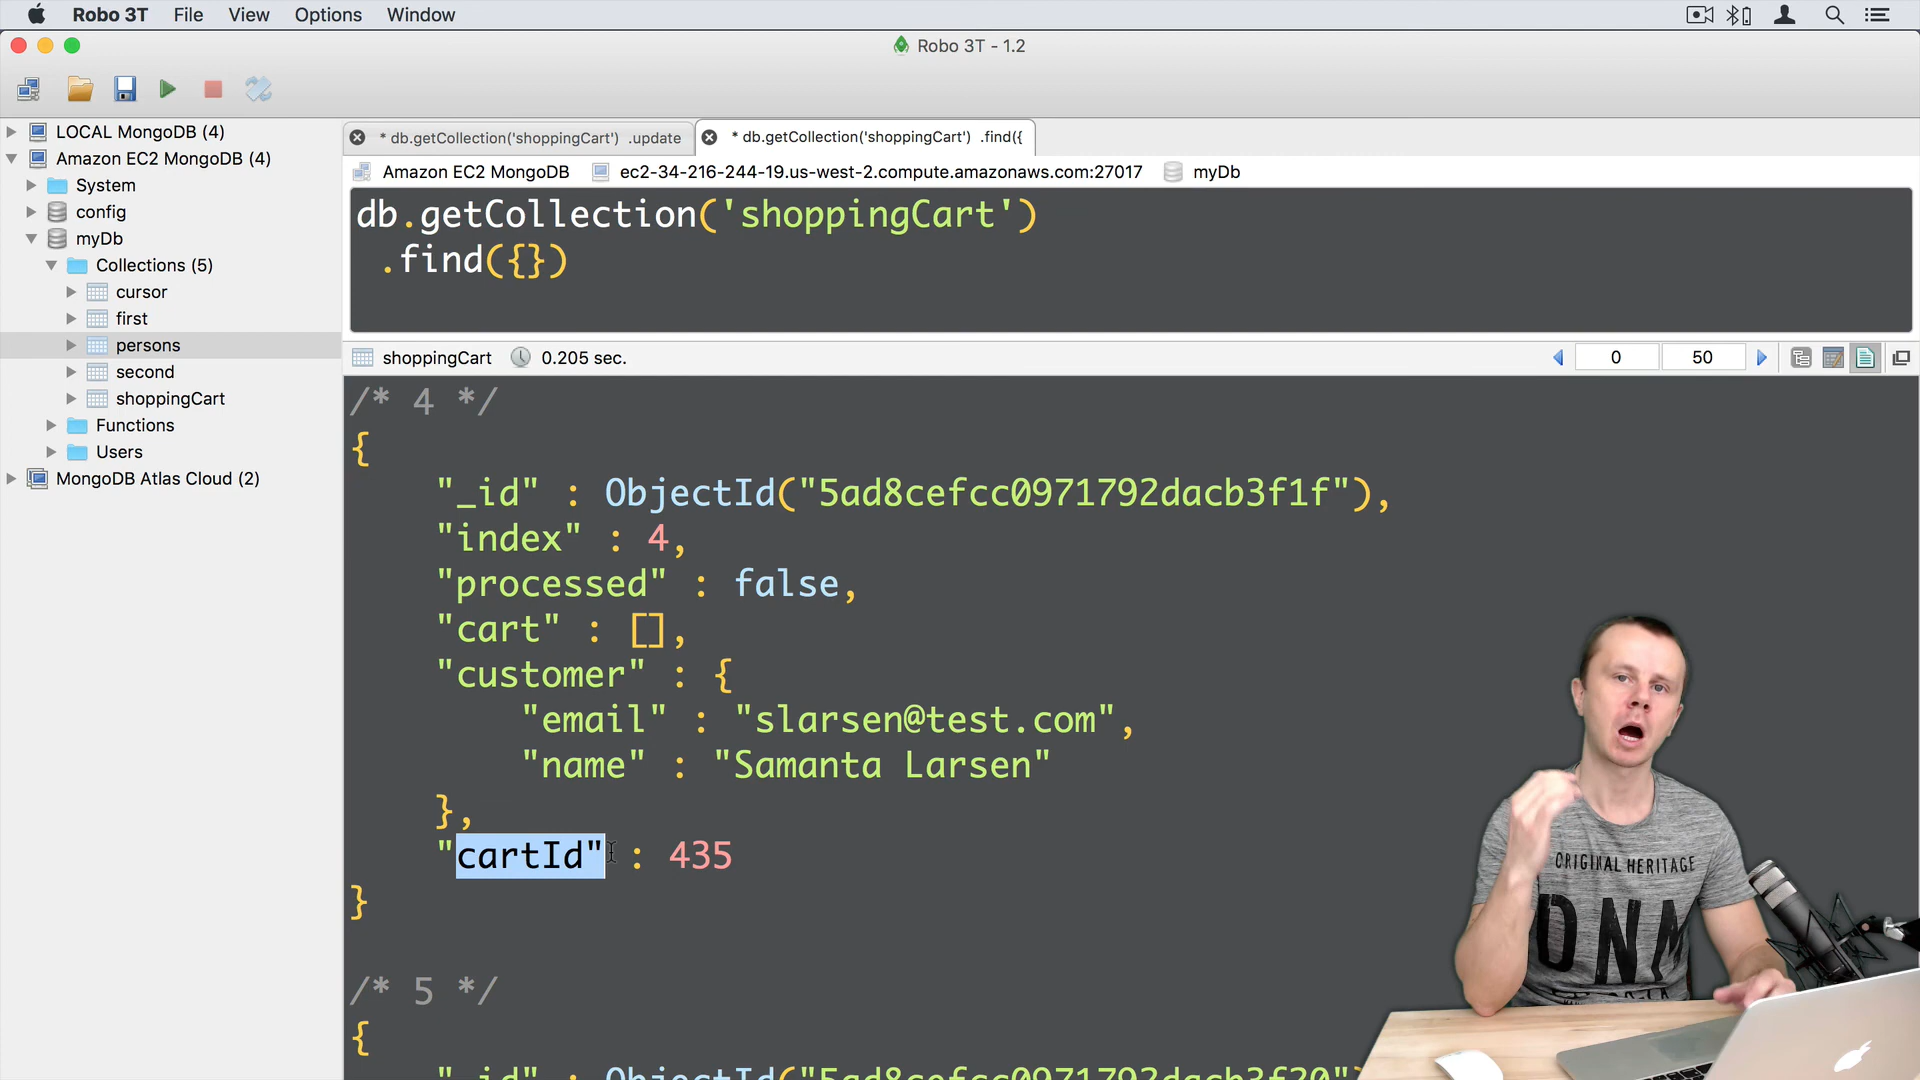 Robo 3T File View Options Window
Robo 3T - 1.2
LOCAL MongoDB (4)
Amazon EC2 MongoDB (4)
System
config
myDb
Collections (5)
cursor
first
persons
second
shoppingCart
Functions
Users
MongoDB Atlas Cloud (2)
* db.getCollection('shoppingCart') .update
* db.getCollection('shoppingCart') .find({
Amazon EC2 MongoDB ec2-34-216-244-19.us-west-2.compute.amazonaws.com:27017 myDb
db.getCollection('shoppingCart')
.find({})
shoppingCart 0.205 sec. 0 50
/* 4 */
{
"_id" : ObjectId("5ad8cefcc0971792dacb3f1f"),
"index" : 4,
"processed" : false,
"cart" : [],
"customer" : {
"email" : "slarsen@test.com",
"name" : "Samanta Larsen"
},
"cartId" : 435
}
/* 5 */
{
"_id" : ObjectId("5ad8cefcc0971792dacb3f20")
ORIGINAL HERITAGE
DNM